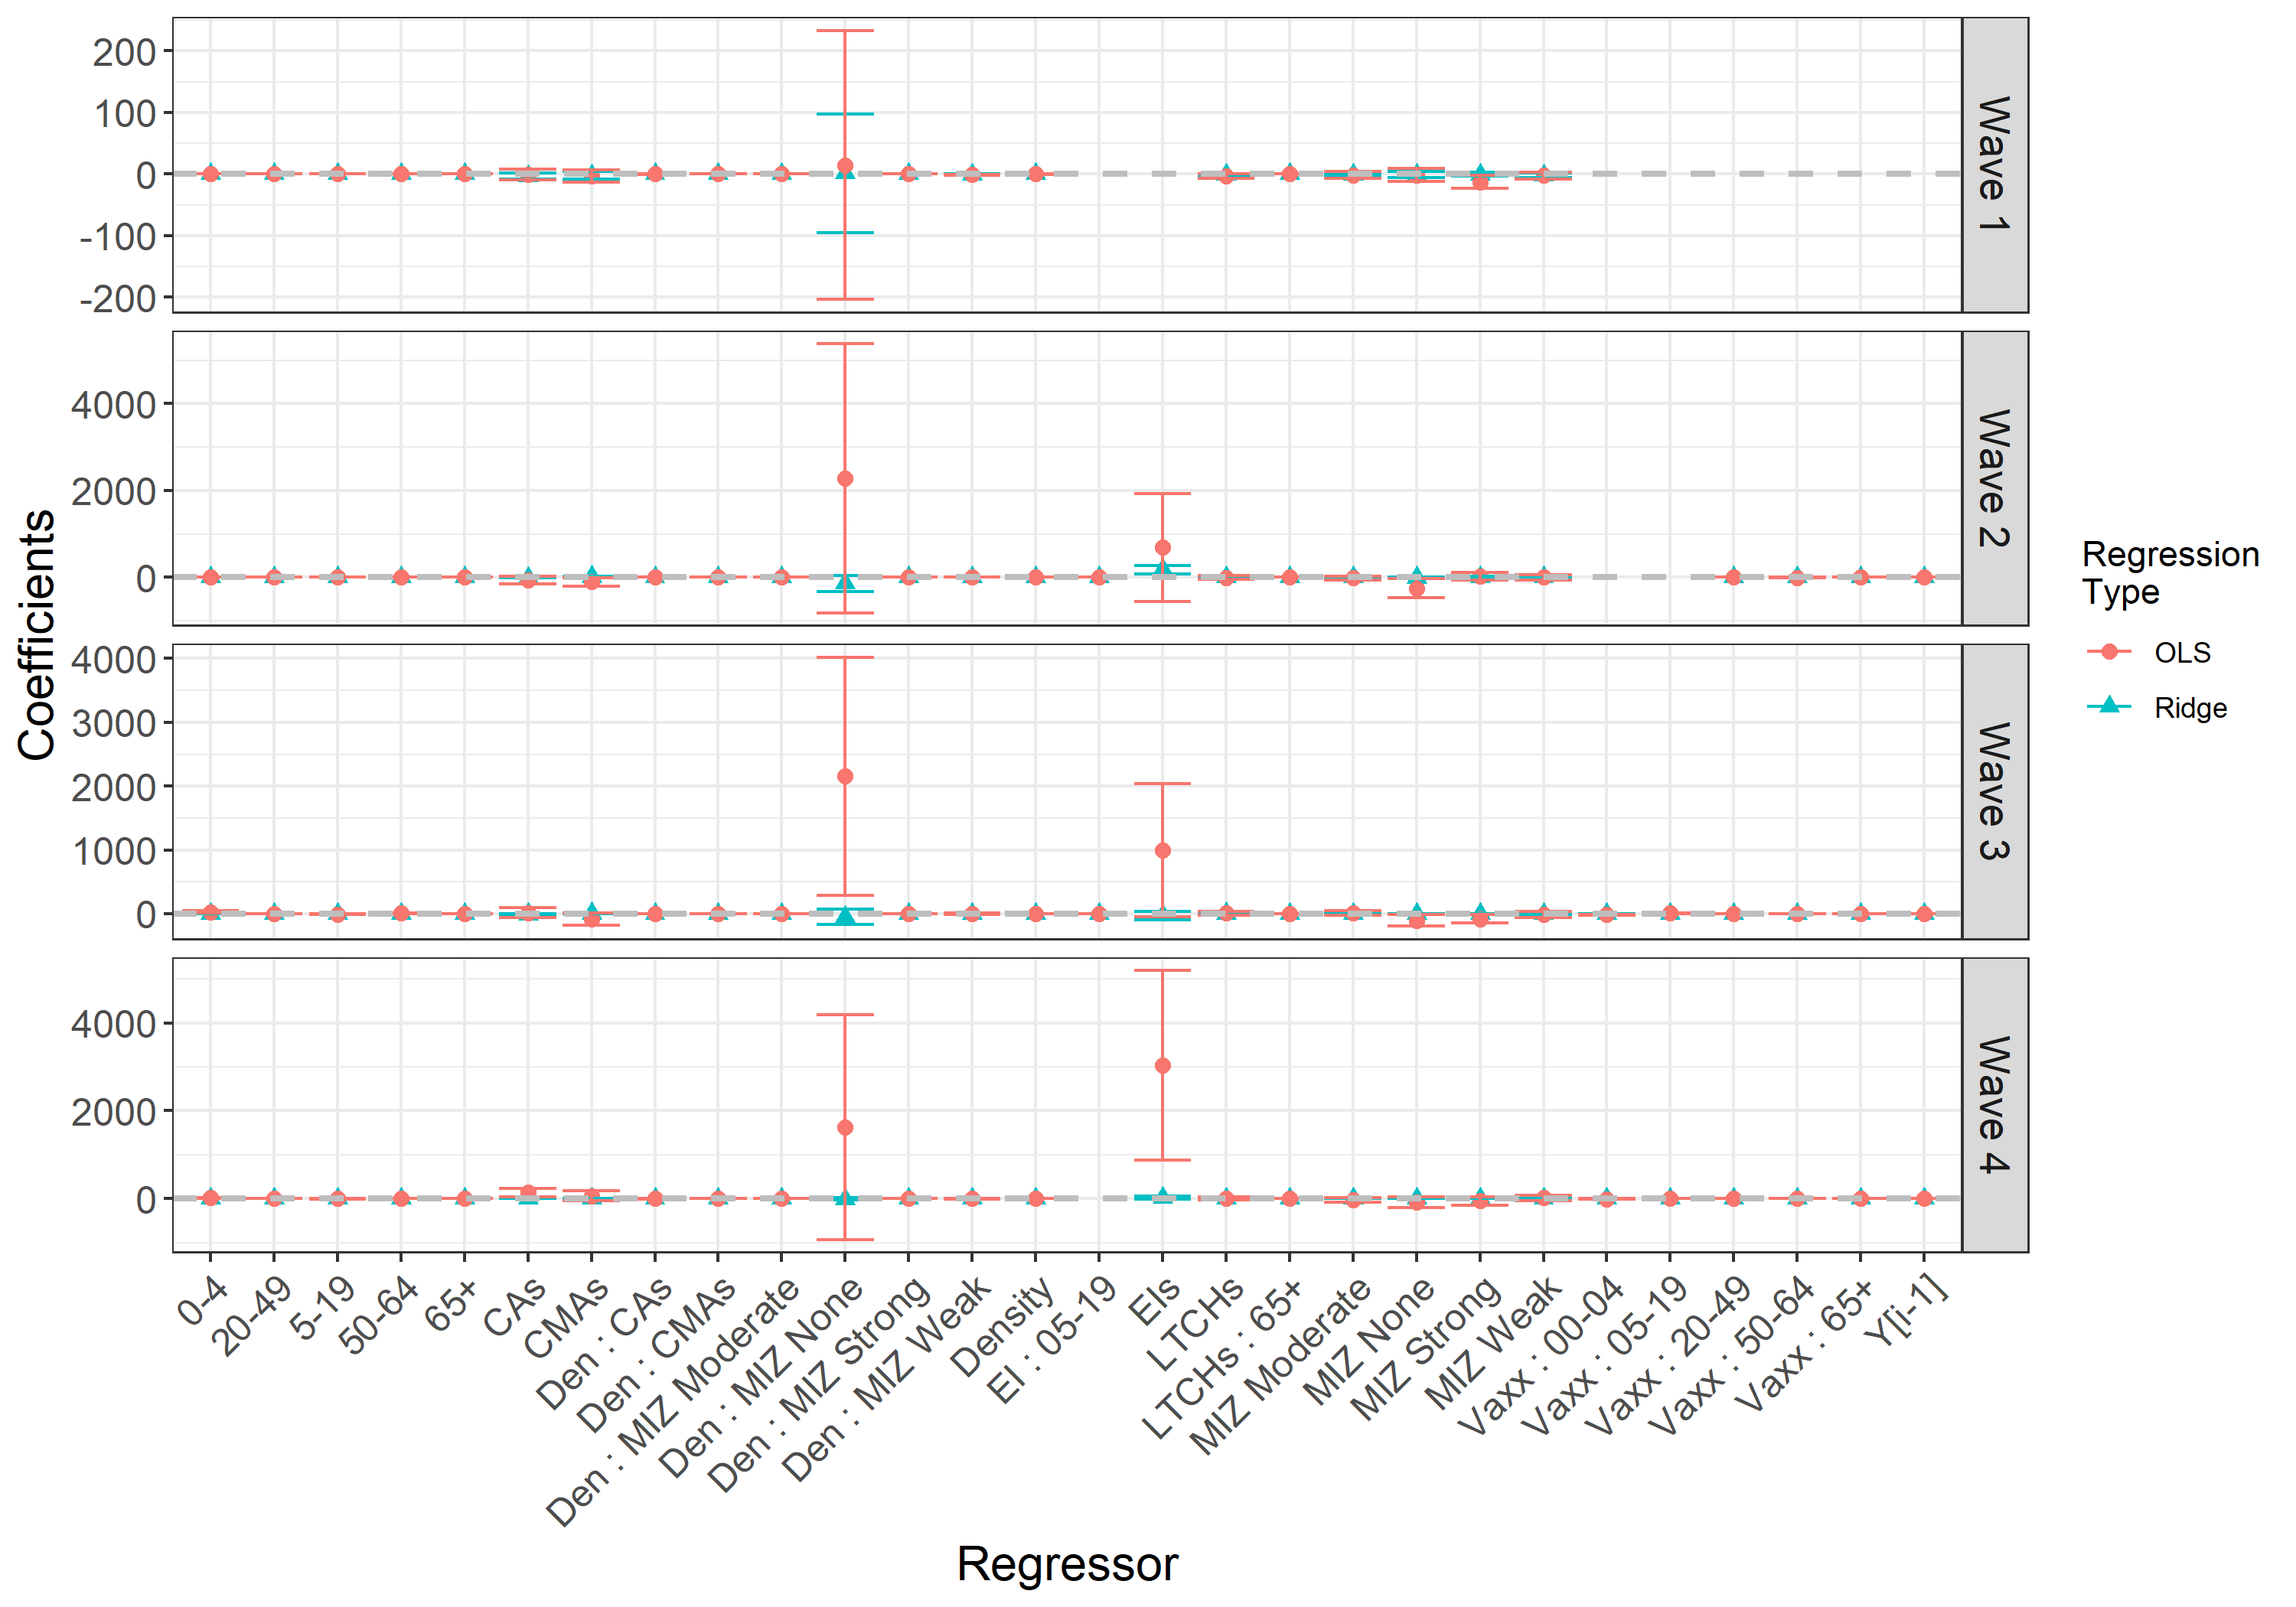 200
100
0
-100
-200
Wave 1
4000
2000
0
Wave 2
4000
3000
2000
1000
0
Wave 3
4000
2000
0
Wave 4
Coefficients
0-4
20-49
5-19
50-64
65+
CAs
CMAs
Den : CAs
Den : CMAs
Den : MIZ Moderate
Den : MIZ None
Den : MIZ Strong
Den : MIZ Weak
Density
EI : 05-19
EIs
LTCHs
LTCHs : 65+
MIZ Moderate
MIZ None
MIZ Strong
MIZ Weak
Vaxx : 00-04
Vaxx : 05-19
Vaxx : 20-49
Vaxx : 50-64
Vaxx : 65+
Y[i-1]
Regressor
Regression
Type
OLS
Ridge